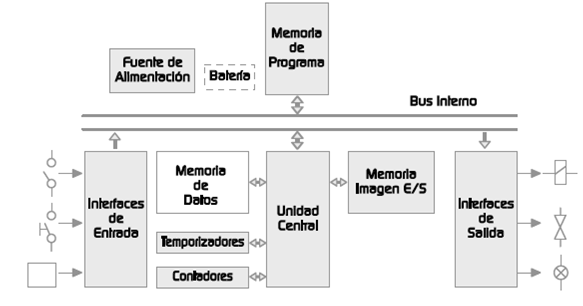 Memoria
de
Programa
Fuente de
Alimentación
Batería
Bus Interno
Interfaces
de
Entrada
Memoria
de
Datos
Temporizadores
Contadores
Unidad
Central
Memoria
Imagen E/S
Interfaces
de
Salida